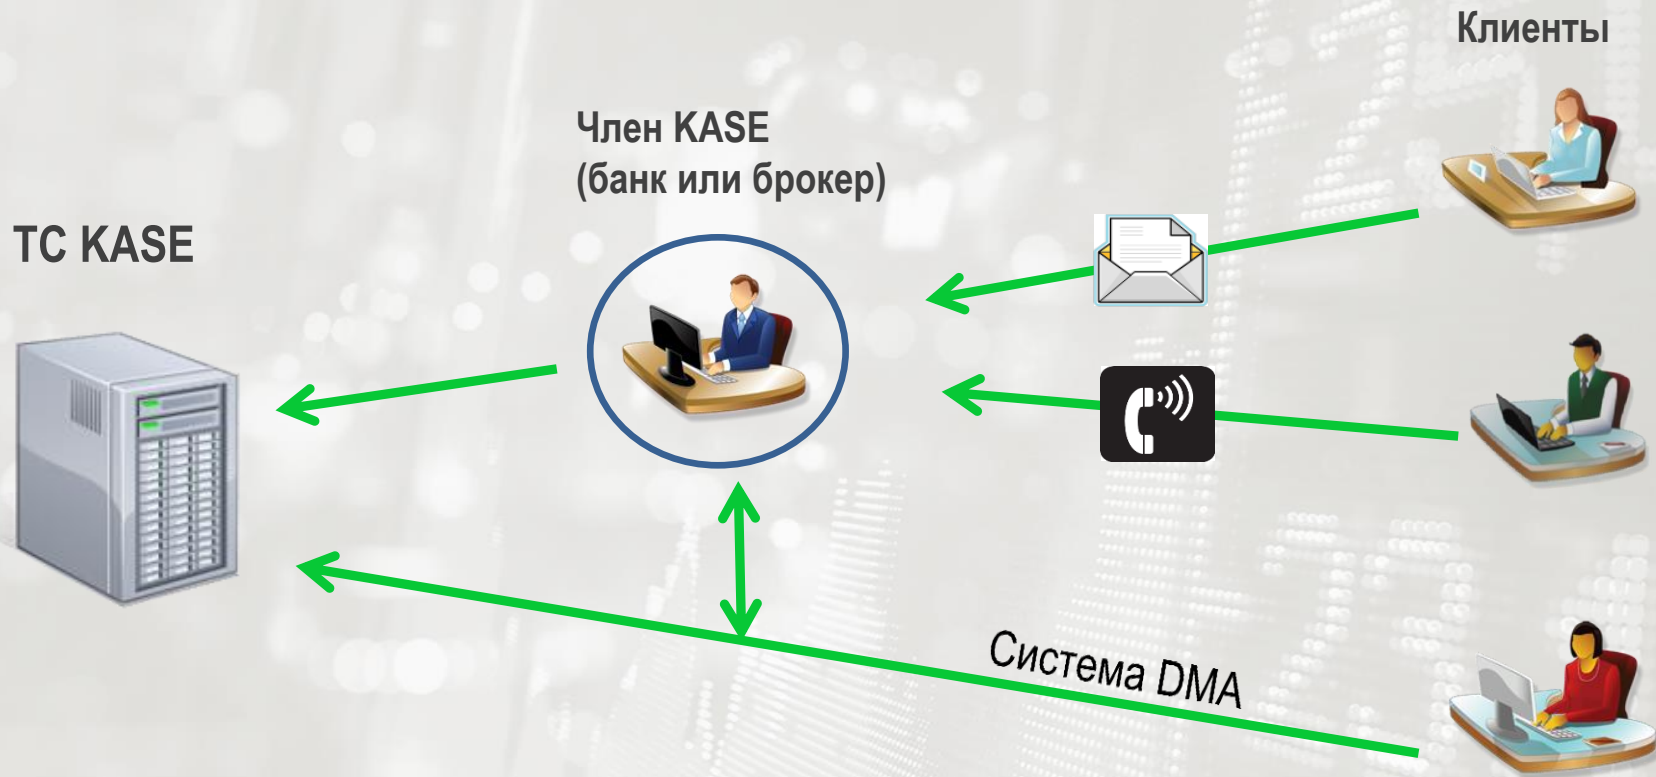 Клиенты
Член KASE
(банк или брокер)
ТС KASE
Система DMA